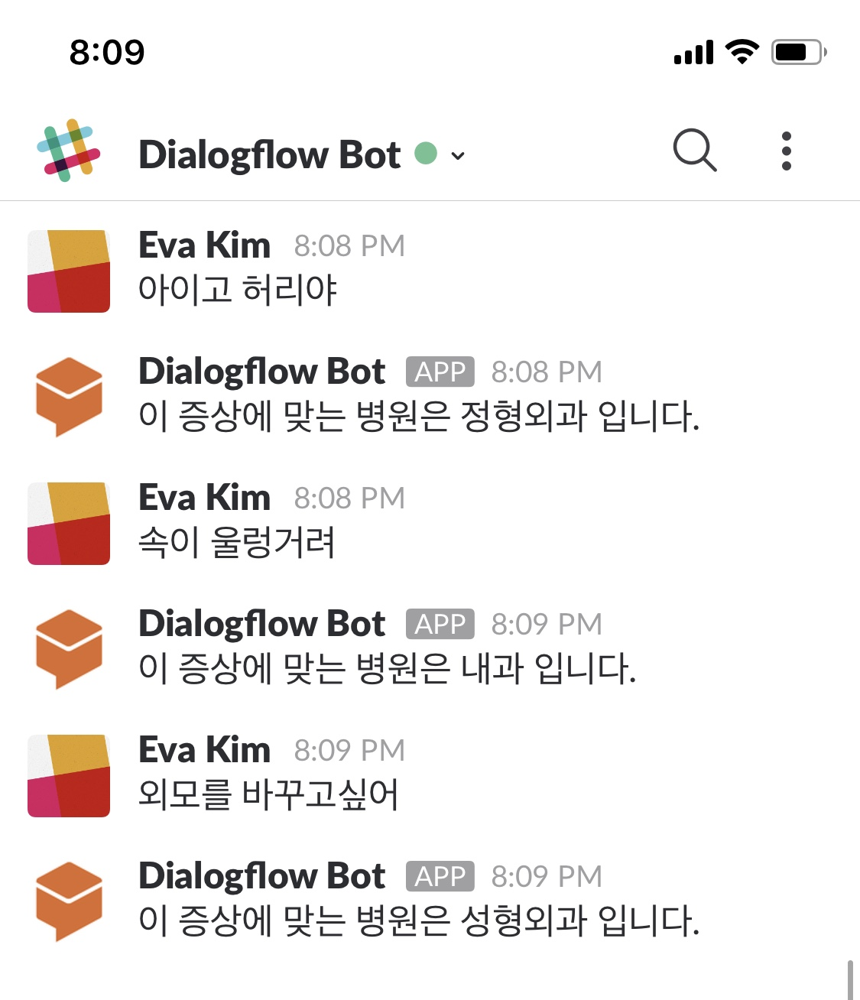 8:09
Dialogflow Bot
Eva Kim 8:08 PM
아이고 허리야
Dialogflow Bot APP 8:08 PM
이 증상에 맞는 병원은 정형외과 입니다.
Eva Kim 8:08 PM
속이 울렁거려
Dialogflow Bot APP 8:09 PM
이 증상에 맞는 병원은 내과 입니다.
Eva Kim 8:09 PM
외모를 바꾸고싶어
Dialogflow Bot APP 8:09 PM
이 증상에 맞는 병원은 성형외과 입니다.